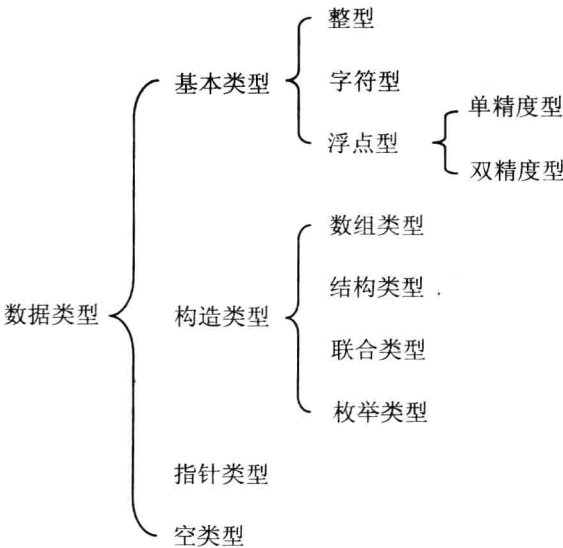 数据类型
基本类型
整型
字符型
浮点型
单精度型
双精度型
构造类型
数组类型
结构类型
联合类型
枚举类型
指针类型
空类型